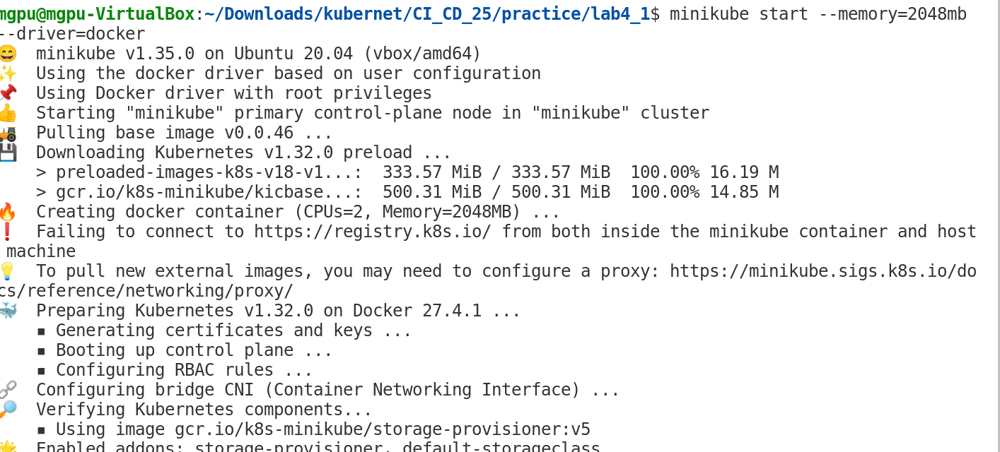 mgpu@mgpu-VirtualBox:~/Downloads/kubernet/CI_CD_25/practice/lab4_1$ minikube start --memory=2048mb
--driver=docker
😄  minikube v1.35.0 on Ubuntu 20.04 (vbox/amd64)
✨  Using the docker driver based on user configuration
📌  Using Docker driver with root privileges
👍  Starting "minikube" primary control-plane node in "minikube" cluster
🚜  Pulling base image v0.0.46 ...
💾  Downloading Kubernetes v1.32.0 preload ...
    > preloaded-images-k8s-v18-v1...:  333.57 MiB / 333.57 MiB  100.00% 16.19 M
    > gcr.io/k8s-minikube/kicbase...:  500.31 MiB / 500.31 MiB  100.00% 14.85 M
🔥  Creating docker container (CPUs=2, Memory=2048MB) ...
❗  Failing to connect to https://registry.k8s.io/ from both inside the minikube container and host
 machine
💡  To pull new external images, you may need to configure a proxy: https://minikube.sigs.k8s.io/do
cs/reference/networking/proxy/
🐳  Preparing Kubernetes v1.32.0 on Docker 27.4.1 ...
    ▪ Generating certificates and keys ...
    ▪ Booting up control plane ...
    ▪ Configuring RBAC rules ...
🔗  Configuring bridge CNI (Container Networking Interface) ...
🔎  Verifying Kubernetes components...
    ▪ Using image gcr.io/k8s-minikube/storage-provisioner:v5
🌟  Enabled addons: storage-provisioner, default-storageclass